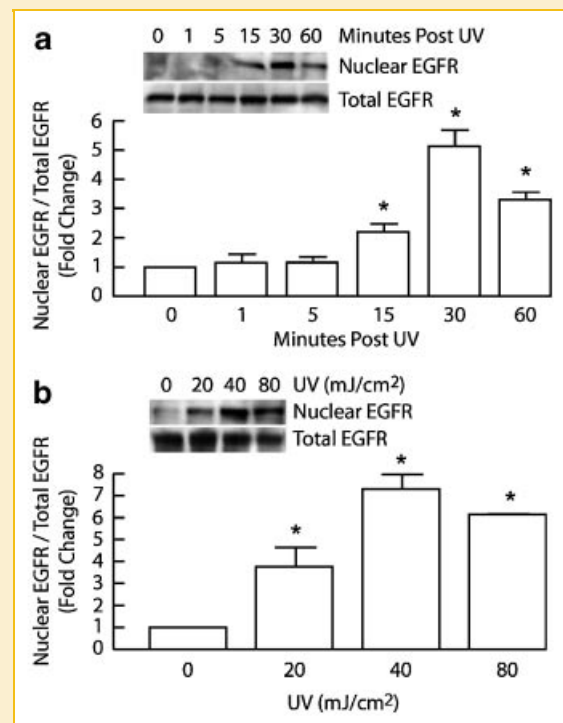 a
0 1 5 15 30 60 Minutes Post UV
Nuclear EGFR
Total EGFR
Nuclear EGFR / Total EGFR
(Fold Change)
6
5
4
3
2
1
0
* * *
0 1 5 15 30 60
Minutes Post UV
b
0 20 40 80 UV (mJ/cm²)
Nuclear EGFR
Total EGFR
Nuclear EGFR / Total EGFR
(Fold Change)
8
7
6
5
4
2
1
0
* * *
0 20 40 80
UV (mJ/cm²)